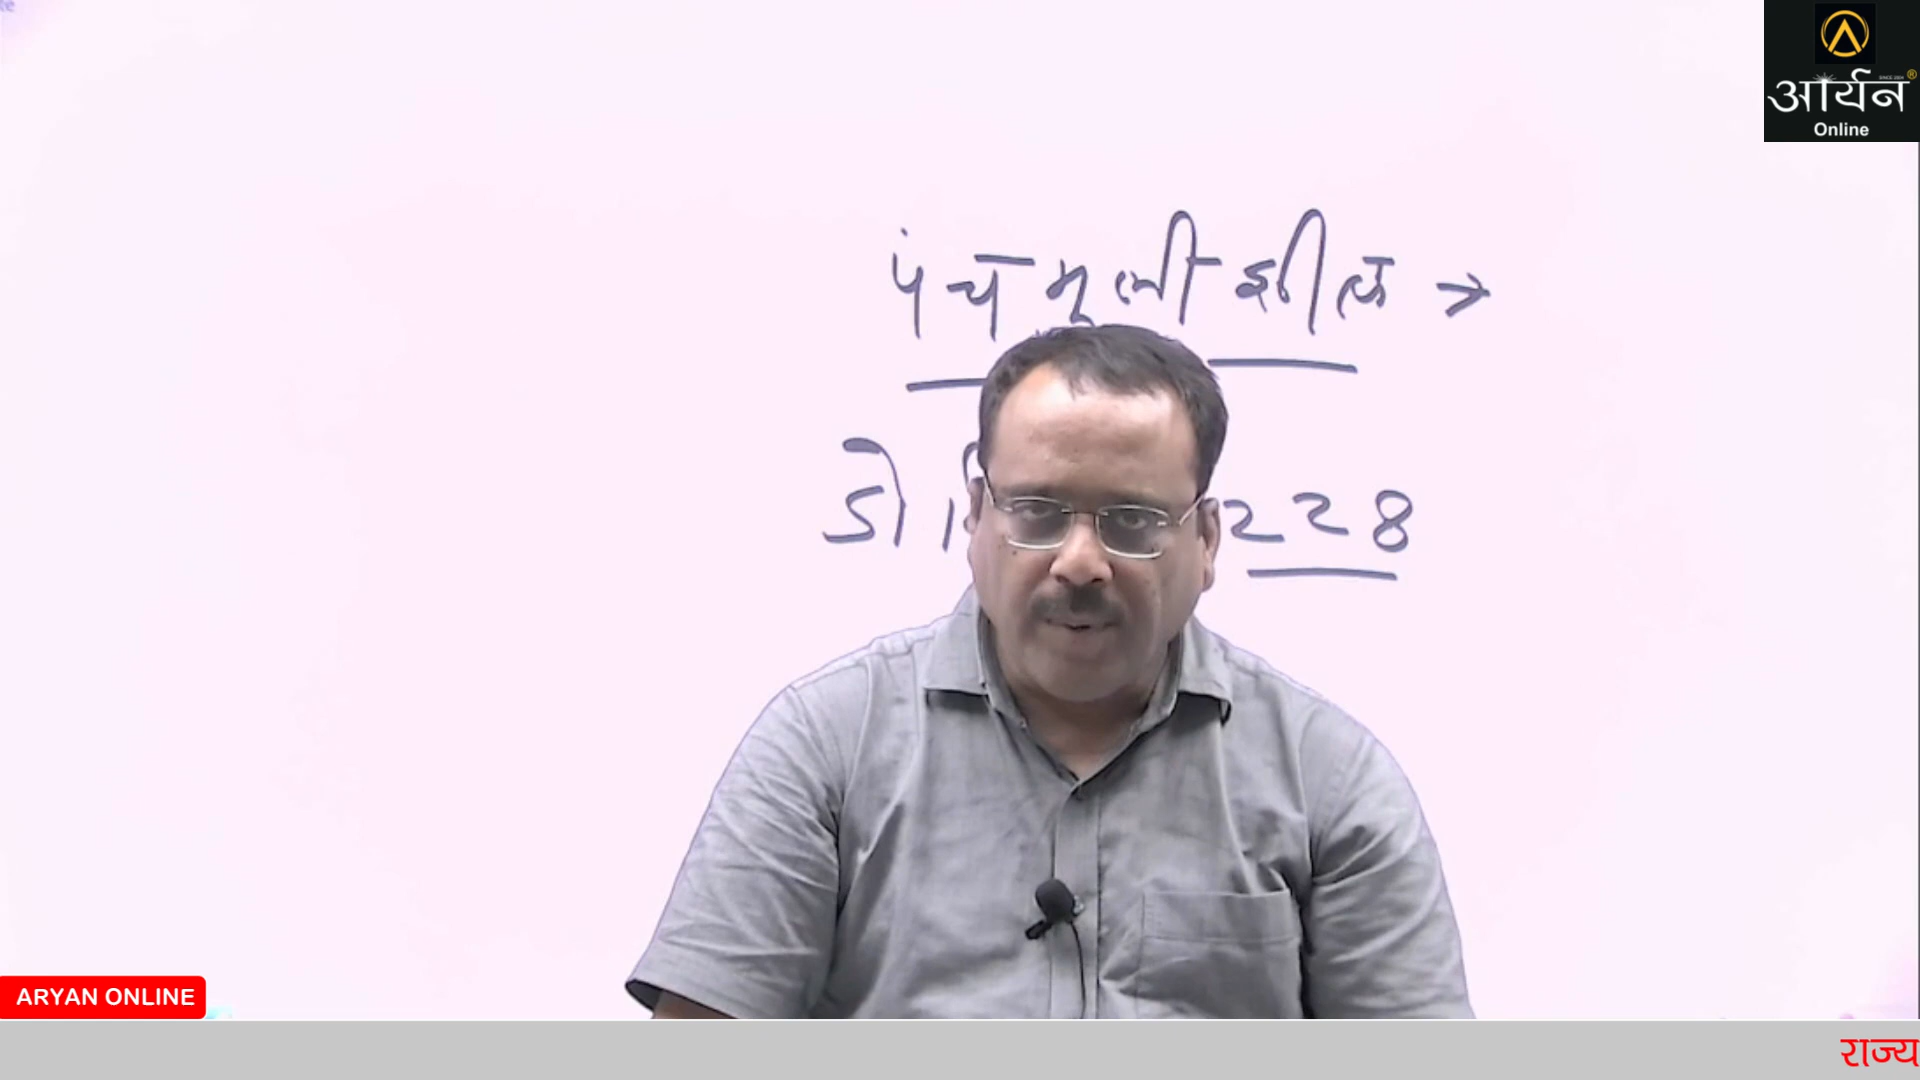 आर्यन
Online
पंचमूली झील →
228
ARYAN ONLINE
राज्य